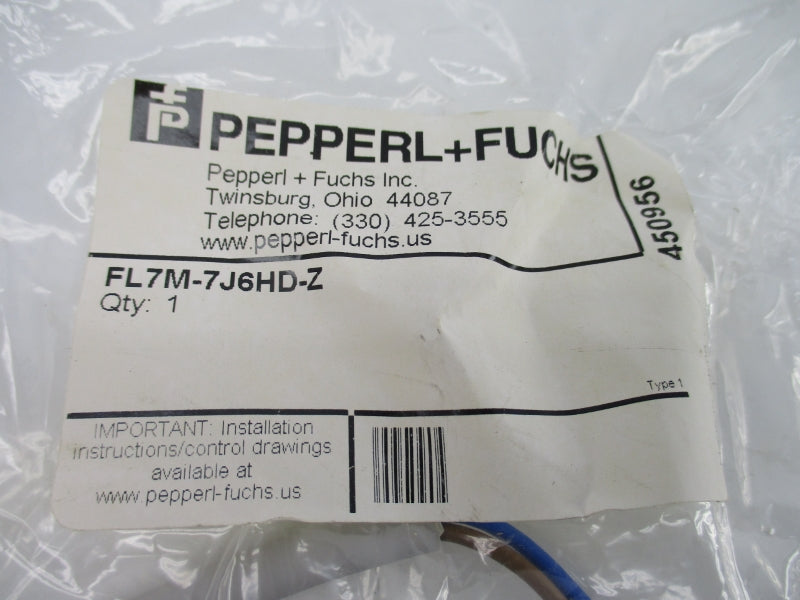 PEPPERL+FUCHS
Pepperl + Fuchs Inc.
Twinsburg, Ohio 44087
Telephone: (330) 425-3555
www.pepperl-fuchs.us
450956
FL7M-7J6HD-Z
Qty: 1
Type 1
IMPORTANT: Installation
instructions/control drawings
available at
www.pepperl-fuchs.us